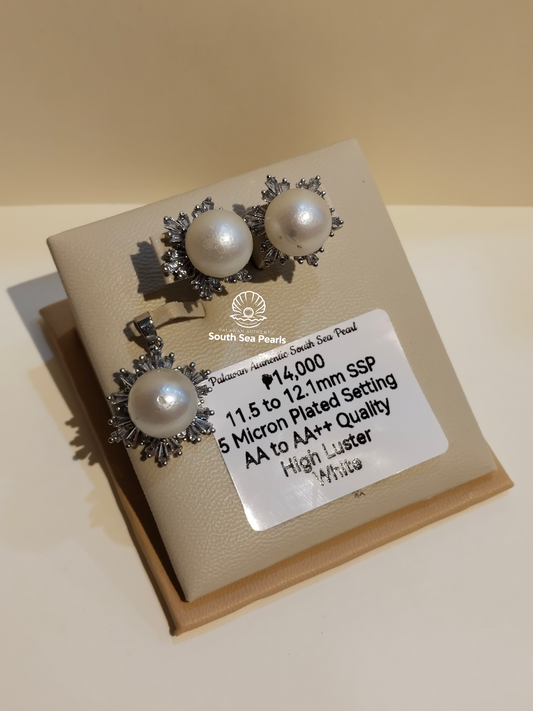 PALAWAN AUTHENTIC
South Sea Pearls
Palawan Authentic South Sea Pearl
₱14,000
11.5 to 12.1mm SSP
5 Micron Plated Setting
AA to AA++ Quality
High Luster
White